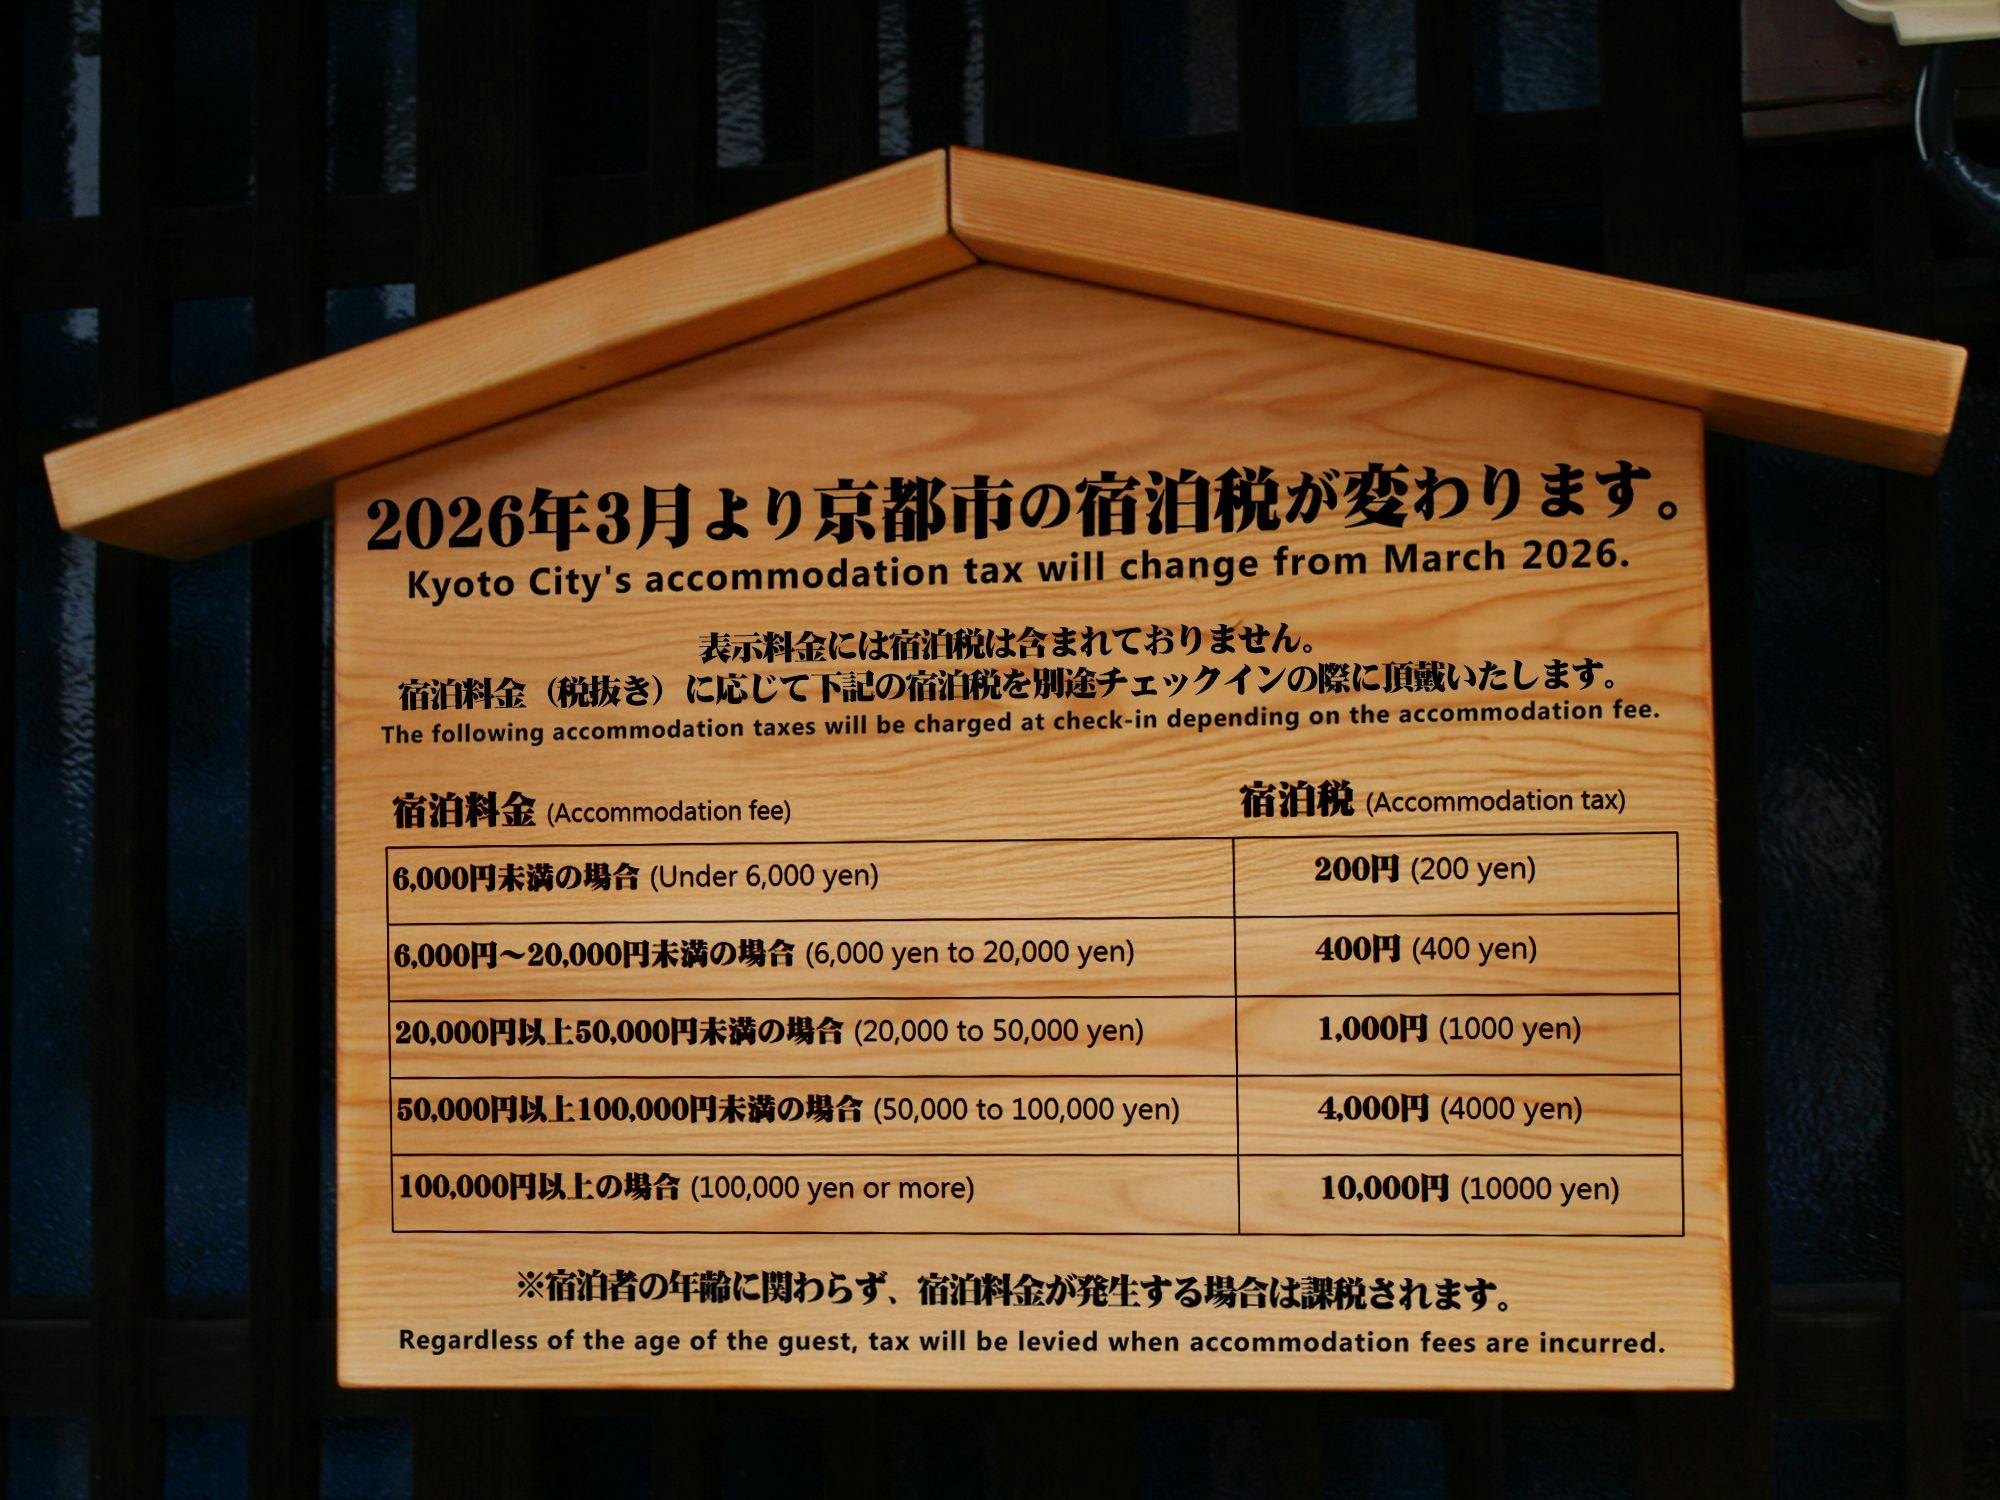 2026年3月より京都市の宿泊税が変わります。
Kyoto City's accommodation tax will change from March 2026.
表示料金には宿泊税は含まれておりません。
宿泊料金（税抜き）に応じて下記の宿泊税を別途チェックインの際に頂戴いたします。
The following accommodation taxes will be charged at check-in depending on the accommodation fee.
宿泊料金 (Accommodation fee) 宿泊税 (Accommodation tax)
6,000円未満の場合 (Under 6,000 yen) 200円 (200 yen)
6,000円〜20,000円未満の場合 (6,000 yen to 20,000 yen) 400円 (400 yen)
20,000円以上50,000円未満の場合 (20,000 to 50,000 yen) 1,000円 (1000 yen)
50,000円以上100,000円未満の場合 (50,000 to 100,000 yen) 4,000円 (4000 yen)
100,000円以上の場合 (100,000 yen or more) 10,000円 (10000 yen)
※宿泊者の年齢に関わらず、宿泊料金が発生する場合は課税されます。
Regardless of the age of the guest, tax will be levied when accommodation fees are incurred.